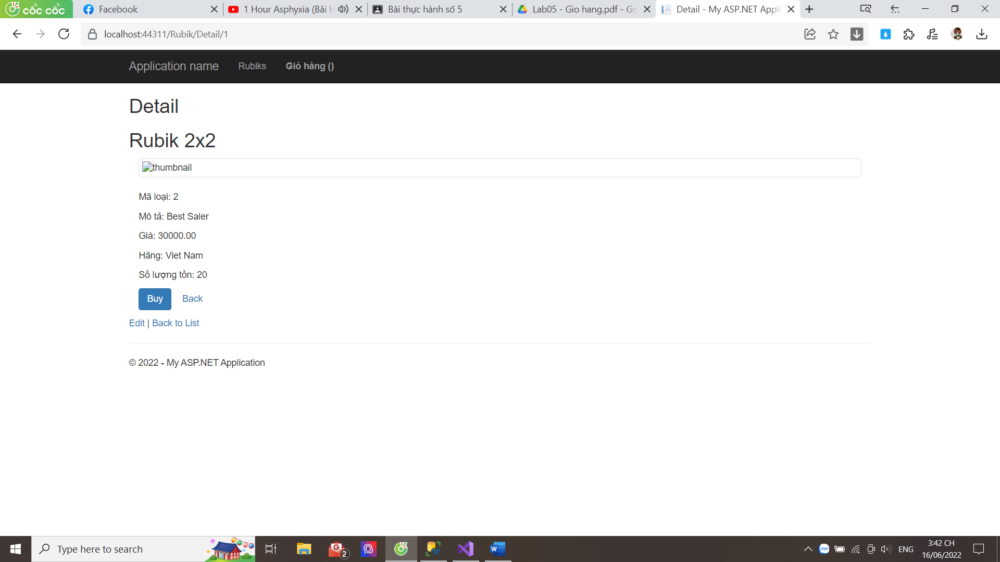 cốc cốc
Facebook
1 Hour Asphyxia (Bài H
Bài thực hành số 5
Lab05 - Gio hang.pdf - Go
Detail - My ASP.NET Appli
localhost:44311/Rubik/Detail/1
Application name
Rubiks
Giỏ hàng ()
Detail
Rubik 2x2
thumbnail
Mã loại: 2
Mô tả: Best Saler
Giá: 30000.00
Hãng: Viet Nam
Số lượng tồn: 20
Buy
Back
Edit | Back to List
© 2022 - My ASP.NET Application
Type here to search
G
2
W
Zalo
ENG
3:42 CH
16/06/2022